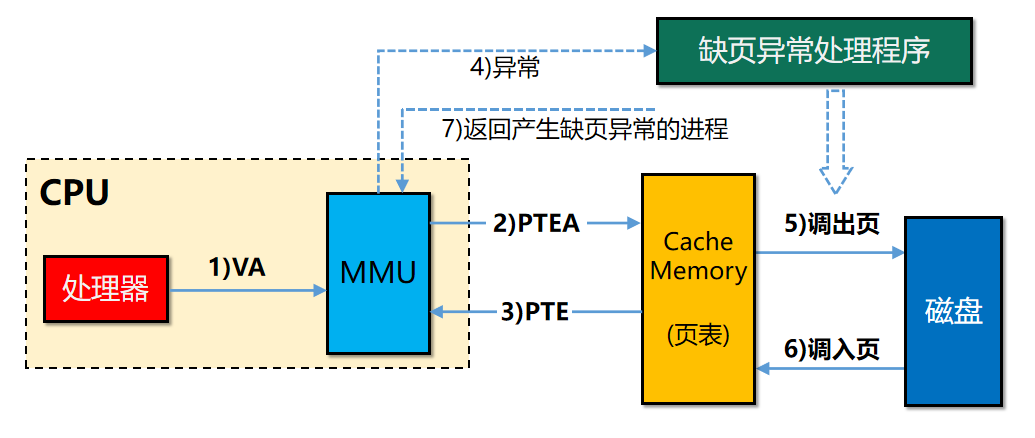 缺页异常处理程序
4)异常
7)返回产生缺页异常的进程
CPU
处理器
1)VA
MMU
2)PTEA
3)PTE
Cache
Memory
(页表)
5)调出页
6)调入页
磁盘